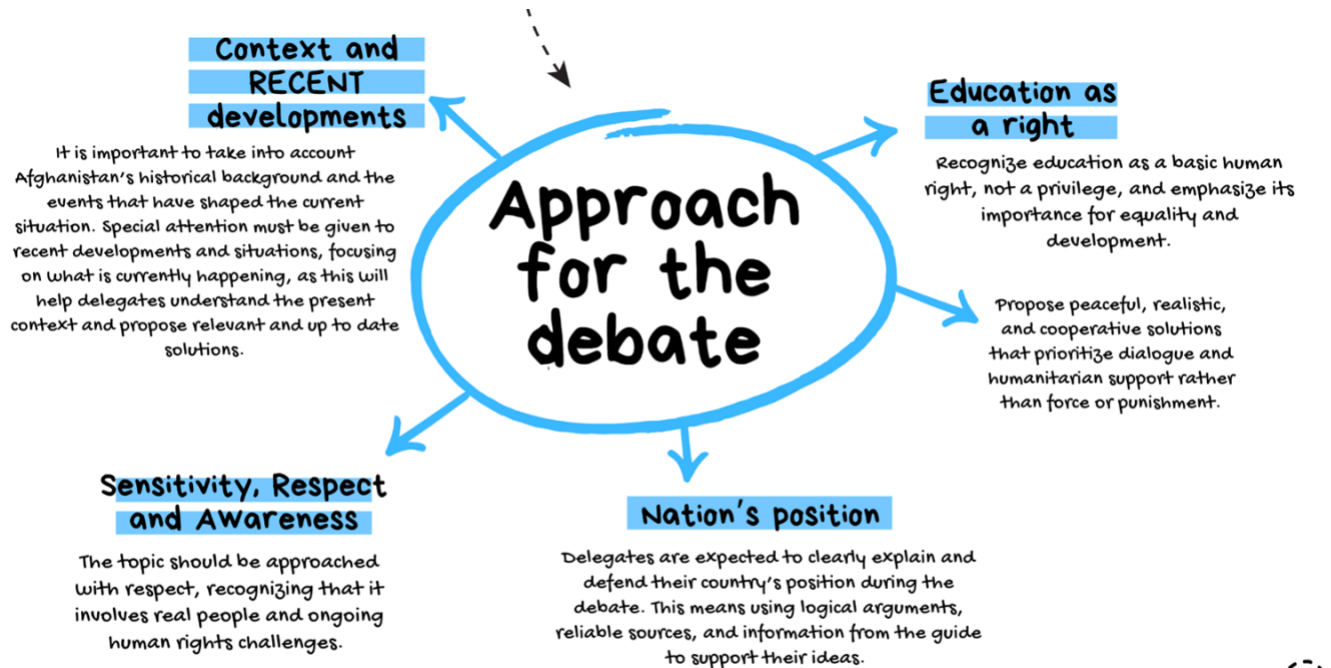 Context and
RECENT
developments
It is important to take into account
Afghanistan's historical background and the
events that have shaped the current
situation. Special attention must be given to
recent developments and situations, focusing
on what is currently happening, as this will
help delegates understand the present
context and propose relevant and up to date
solutions.
Approach
for the
debate
Education as
a right
Recognize education as a basic human
right, not a privilege, and emphasize its
importance for equality and
development.
Propose peaceful, realistic,
and cooperative solutions
that prioritize dialogue and
humanitarian support rather
than force or punishment.
Sensitivity, Respect
and Awareness
The topic should be approached
with respect, recognizing that it
involves real people and ongoing
human rights challenges.
Nation's position
Delegates are expected to clearly explain and
defend their country's position during the
debate. This means using logical arguments,
reliable sources, and information from the guide
to support their ideas.